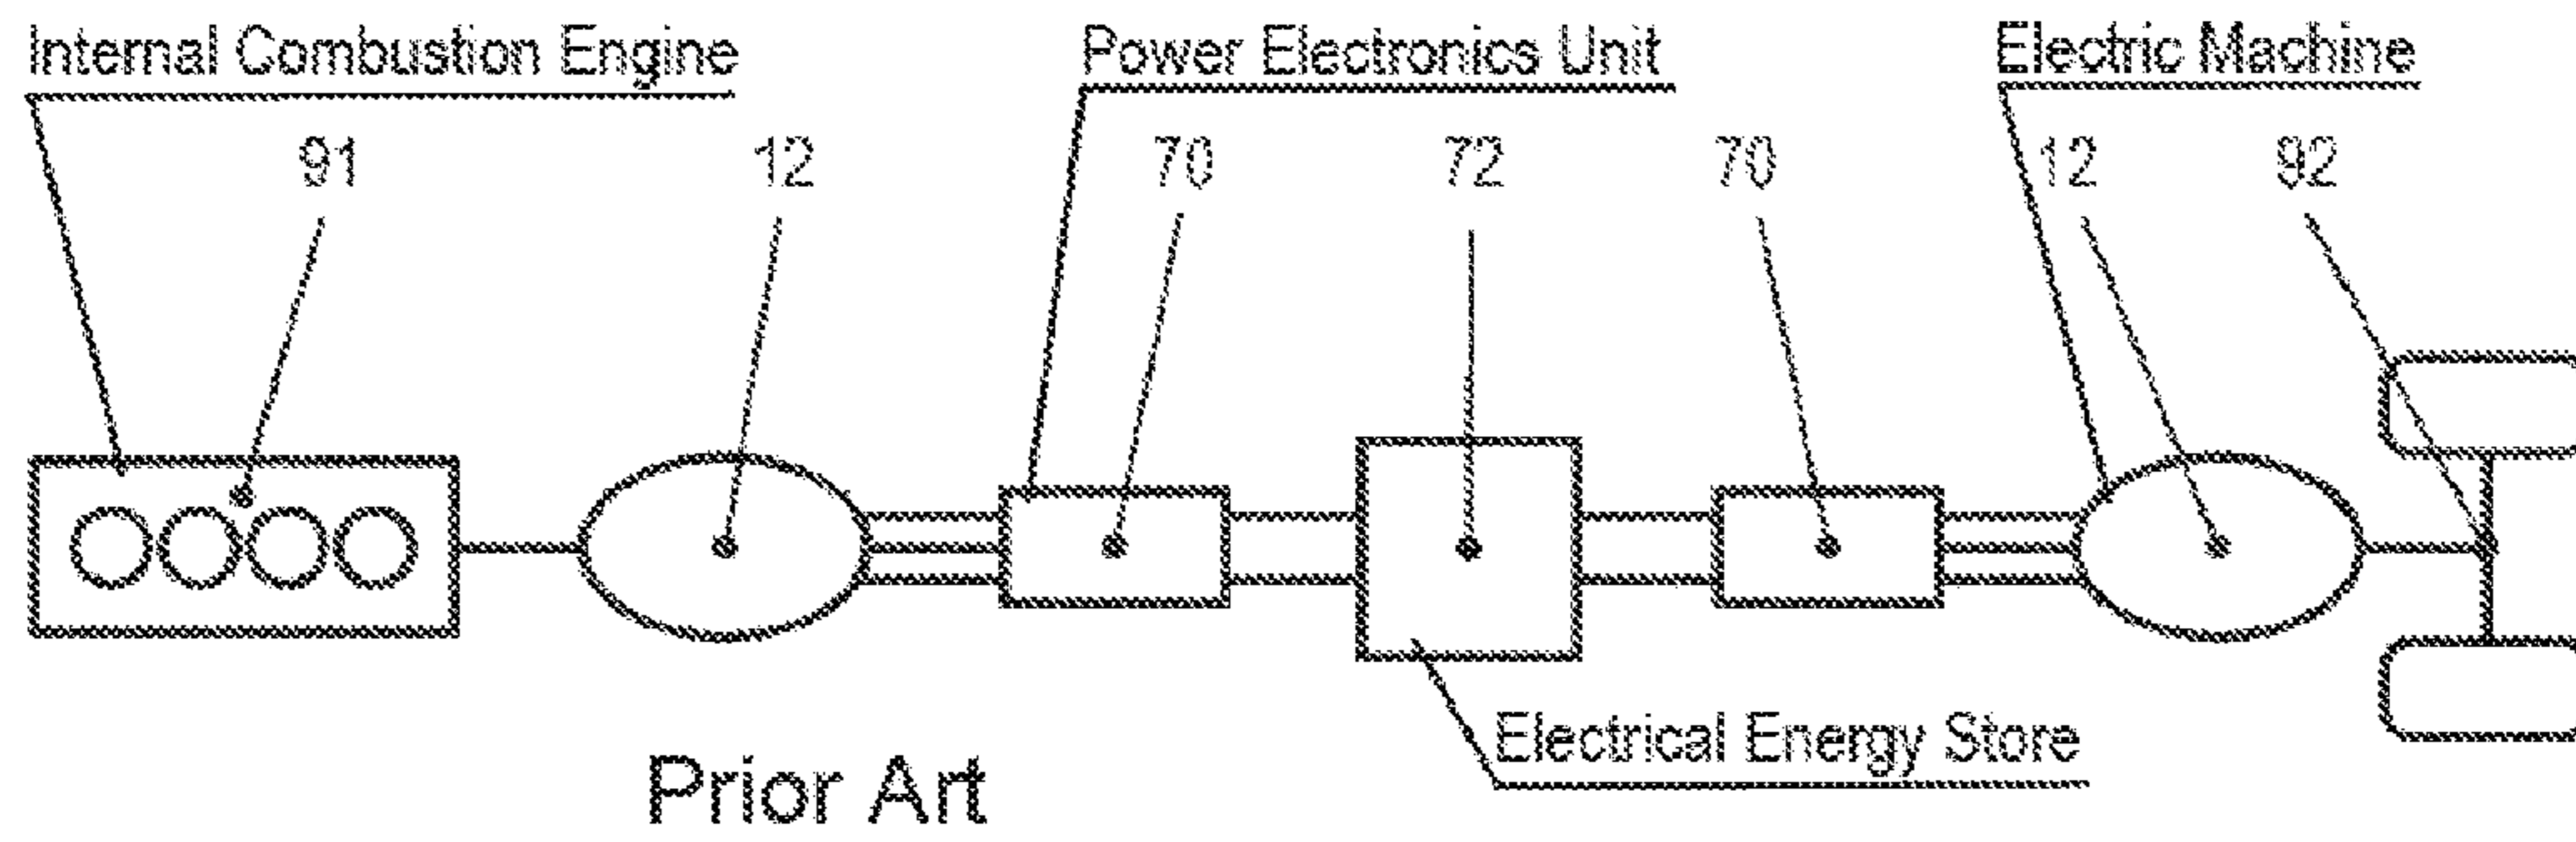 Internal Combustion Engine
Power Electronics Unit
Electric Machine
91
12
70
72
70
12
92
Electrical Energy Store
Prior Art